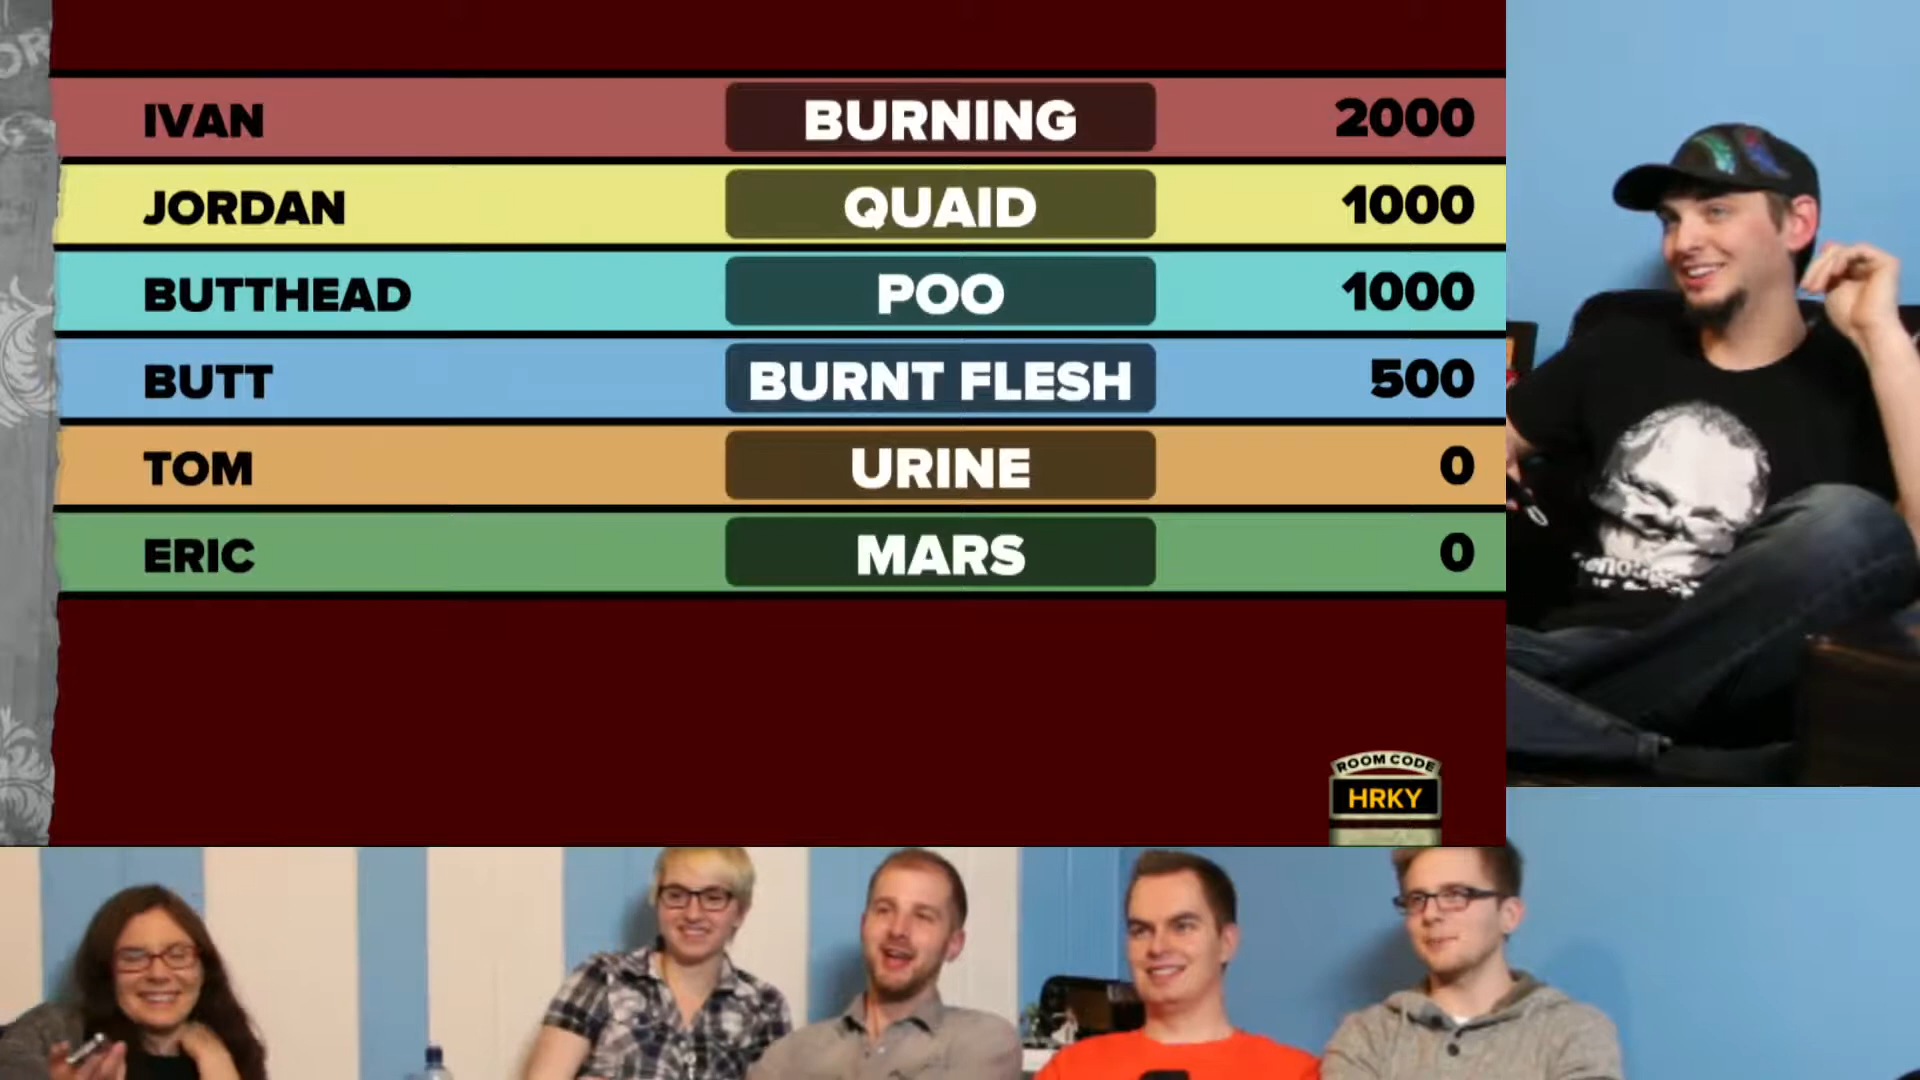 IVAN BURNING 2000
JORDAN QUAID 1000
BUTTHEAD POO 1000
BUTT BURNT FLESH 500
TOM URINE 0
ERIC MARS 0
ROOM CODE
HRKY